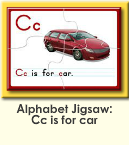 Cc
Cc is for car.
Alphabet Jigsaw:
Cc is for car